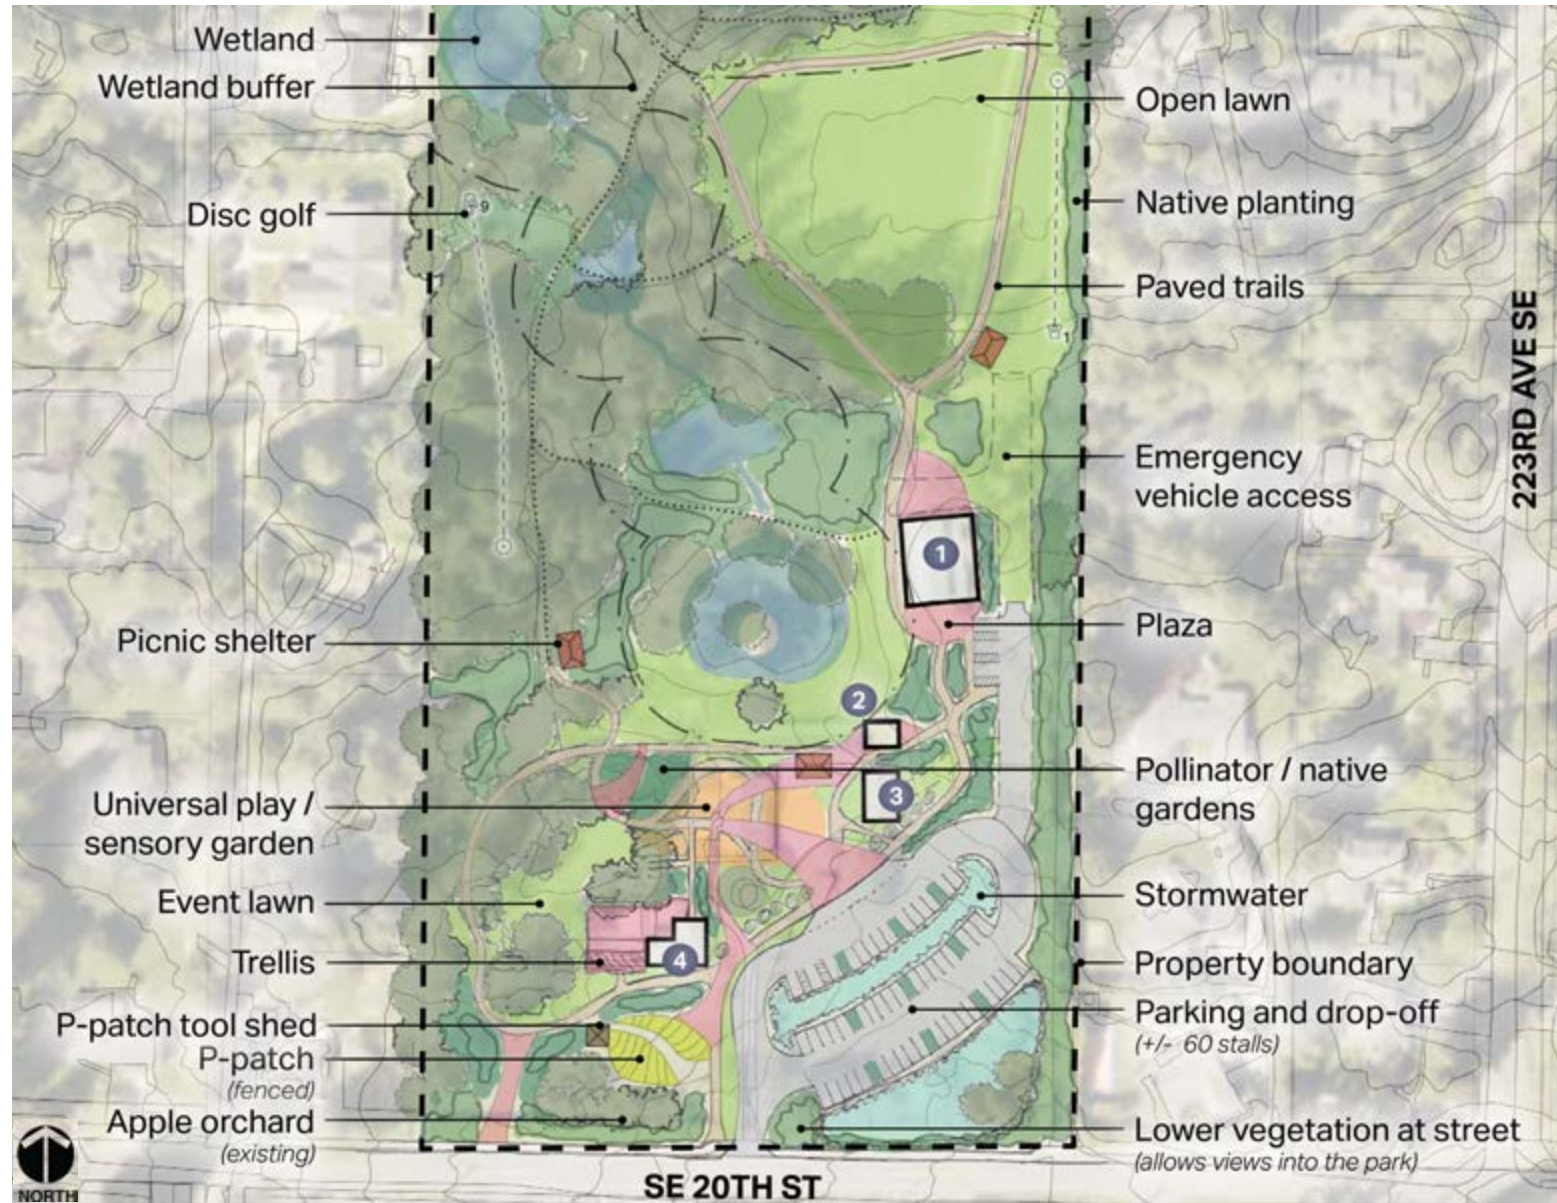 Wetland
Wetland buffer
Disc golf
Picnic shelter
Universal play /
sensory garden
Event lawn
Trellis
P-patch tool shed
P-patch
(fenced)
Apple orchard
(existing)
NORTH
9
1
1
2
3
4
SE 20TH ST
Open lawn
Native planting
Paved trails
Emergency
vehicle access
Plaza
Pollinator / native
gardens
Stormwater
Property boundary
Parking and drop-off
(+/- 60 stalls)
Lower vegetation at street
(allows views into the park)
223RD AVE SE